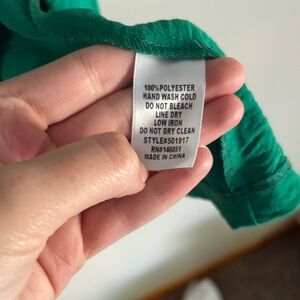 100%POLYESTER
HAND WASH COLD
DO NOT BLEACH
LINE DRY
LOW IRON
DO NOT DRY CLEAN
STYLE#501917
RN#146051
MADE IN CHINA